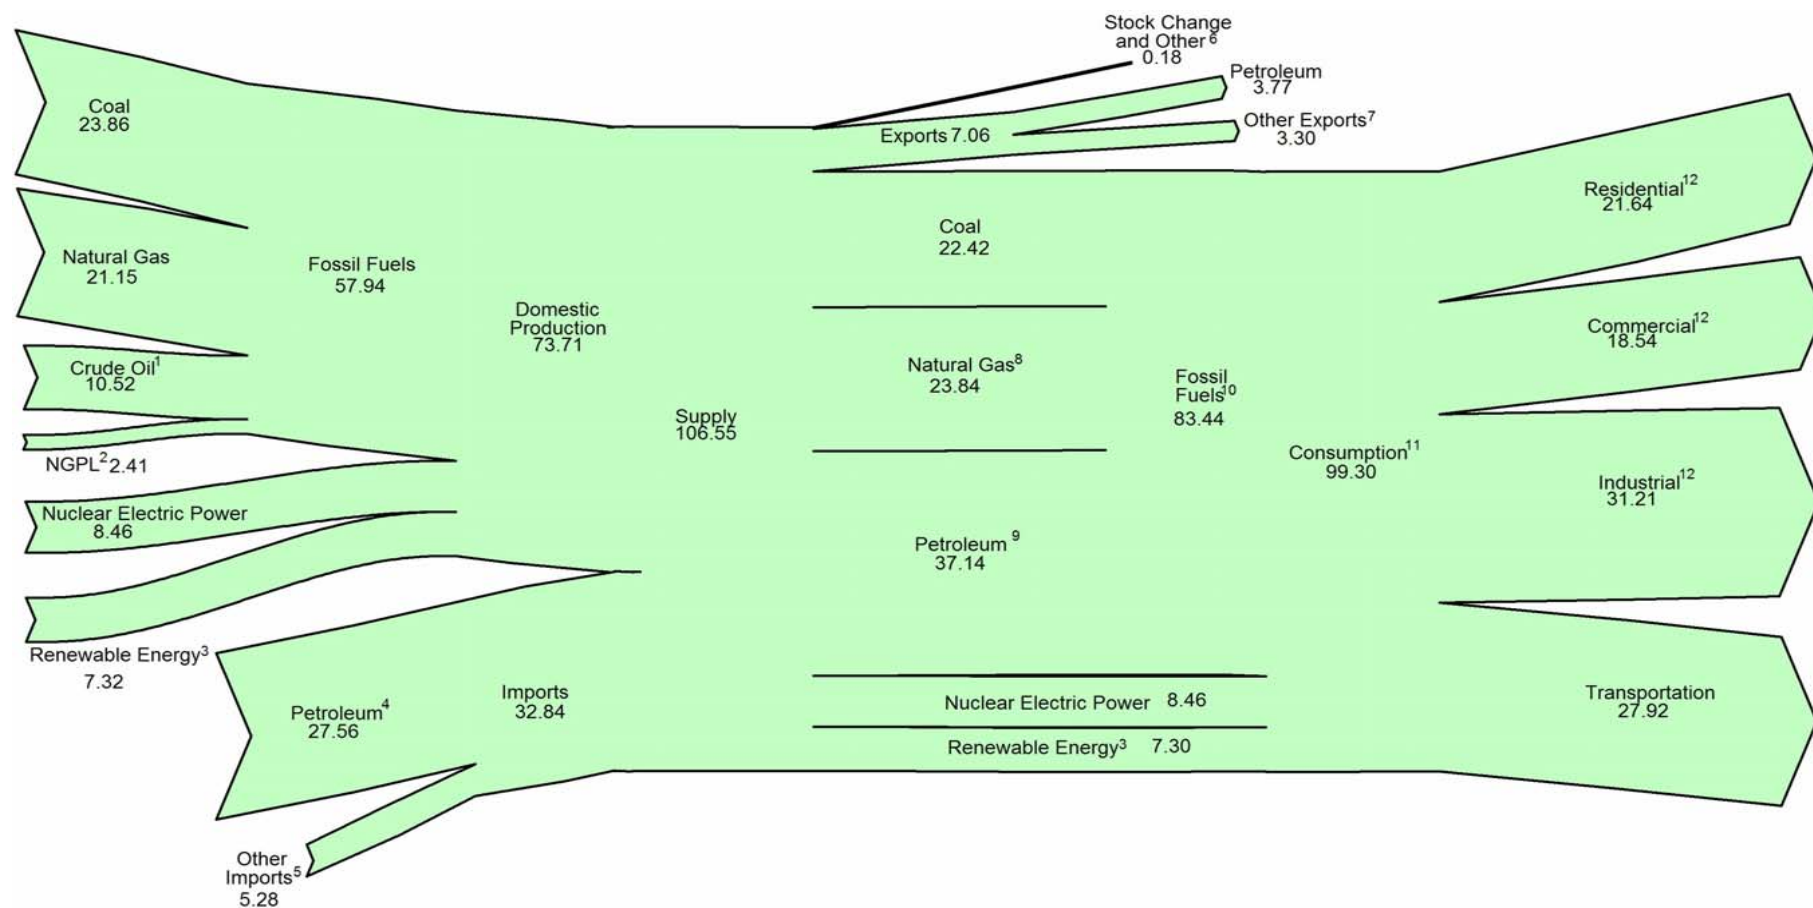 Stock Change
and Other⁶
0.18
Petroleum
3.77
Other Exports⁷
3.30
Exports 7.06
Coal
23.86
Natural Gas
21.15
Crude Oil¹
10.52
NGPL² 2.41
Nuclear Electric Power
8.46
Renewable Energy³
7.32
Fossil Fuels
57.94
Domestic
Production
73.71
Petroleum⁴
27.56
Imports
32.84
Other
Imports⁵
5.28
Supply
106.55
Coal
22.42
Natural Gas⁸
23.84
Petroleum ⁹
37.14
Nuclear Electric Power 8.46
Renewable Energy³ 7.30
Fossil
Fuels¹⁰
83.44
Consumption¹¹
99.30
Residential¹²
21.64
Commercial¹²
18.54
Industrial¹²
31.21
Transportation
27.92